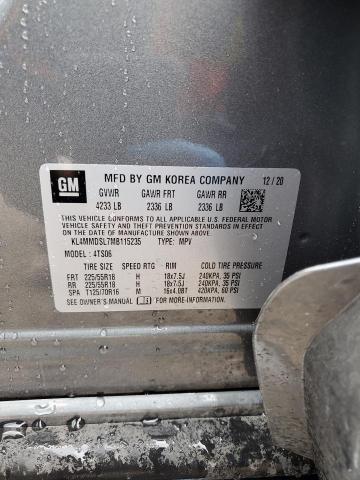 GM
MFD BY GM KOREA COMPANY 12/20
GVWR GAWR FRT GAWR RR
4233 LB 2336 LB 2336 LB
THIS VEHICLE CONFORMS TO ALL APPLICABLE U.S. FEDERAL MOTOR
VEHICLE SAFETY AND THEFT PREVENTION STANDARDS IN EFFECT ON THE
DATE OF MANUFACTURE SHOWN ABOVE.
KL4MMDSL7MB115235 TYPE: MPV
MODEL: 4TS06
TIRE SIZE SPEED RTG RIM COLD TIRE PRESSURE
FRT 225/55R18 H 18x7.5J 240KPA, 35 PSI
RR 225/55R18 H 18x7.5J 240KPA, 35 PSI
SPA T125/70R16 M 16x4.0BT 420KPA, 60 PSI
SEE OWNER'S MANUAL FOR MORE INFORMATION.